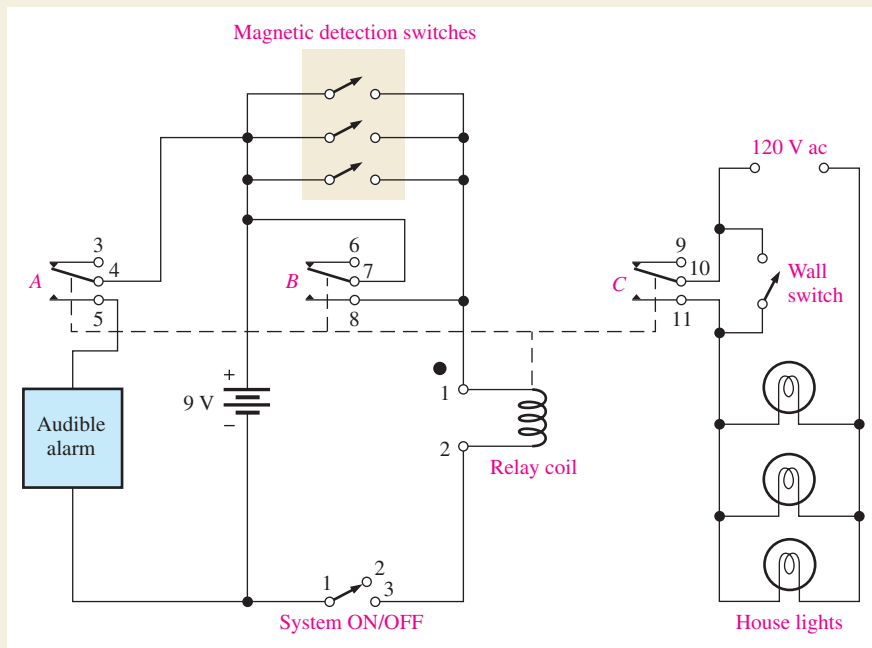 Magnetic detection switches
120 V ac
3
4
5
A
6
7
8
B
9
10
11
C
Wall
switch
+
9 V
−
1
2
Relay coil
Audible
alarm
1
2
3
System ON/OFF
House lights